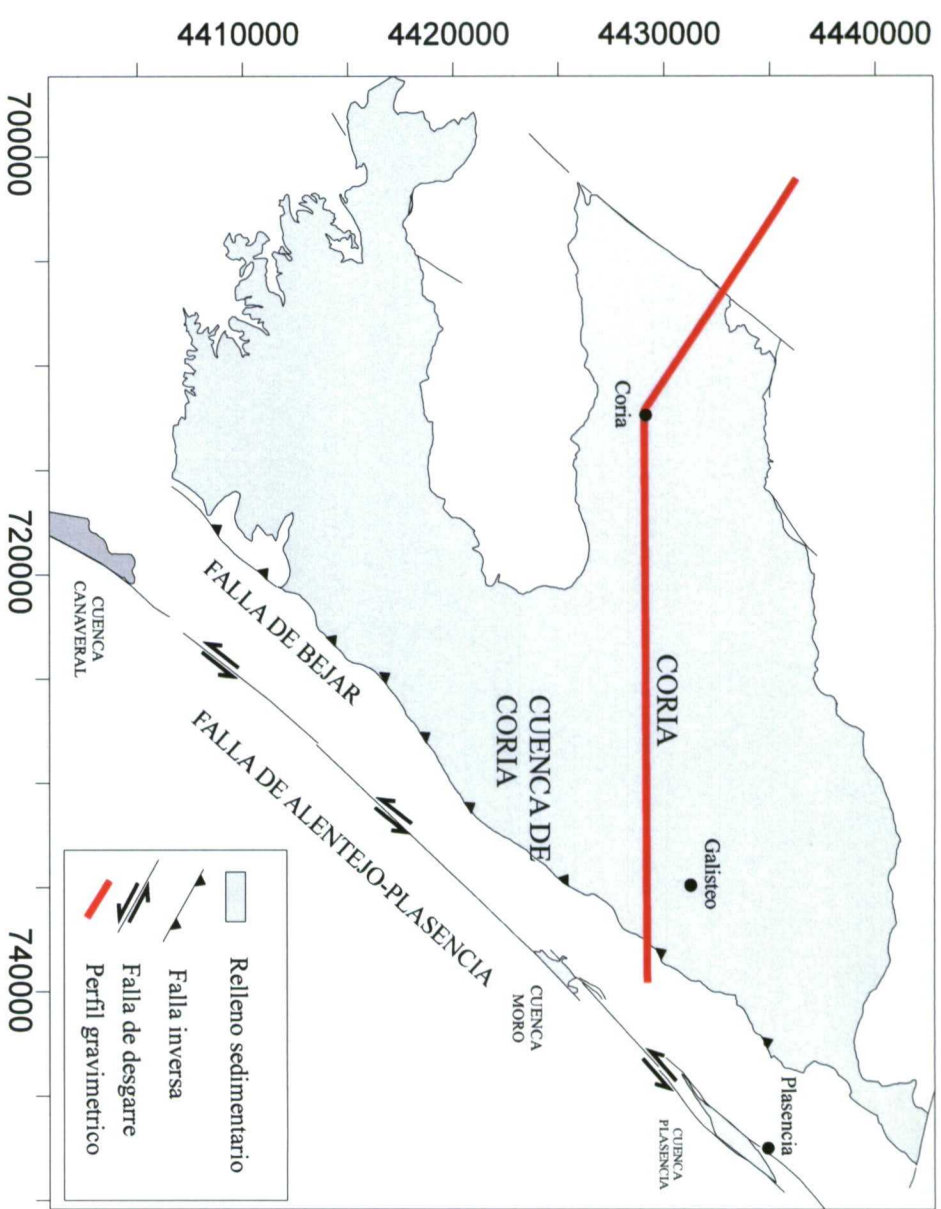 4410000
4420000
4430000
4440000
700000
720000
740000
Coria
CORIA
Galisteo
CUENCA DE
CORIA
Plasencia
FALLA DE BEJAR
FALLA DE ALENTEJO-PLASENCIA
CUENCA
CANAVERAL
CUENCA
MORO
CUENCA
PLASENCIA
Relleno sedimentario
Falla inversa
Falla de desgarre
Perfil gravimetrico